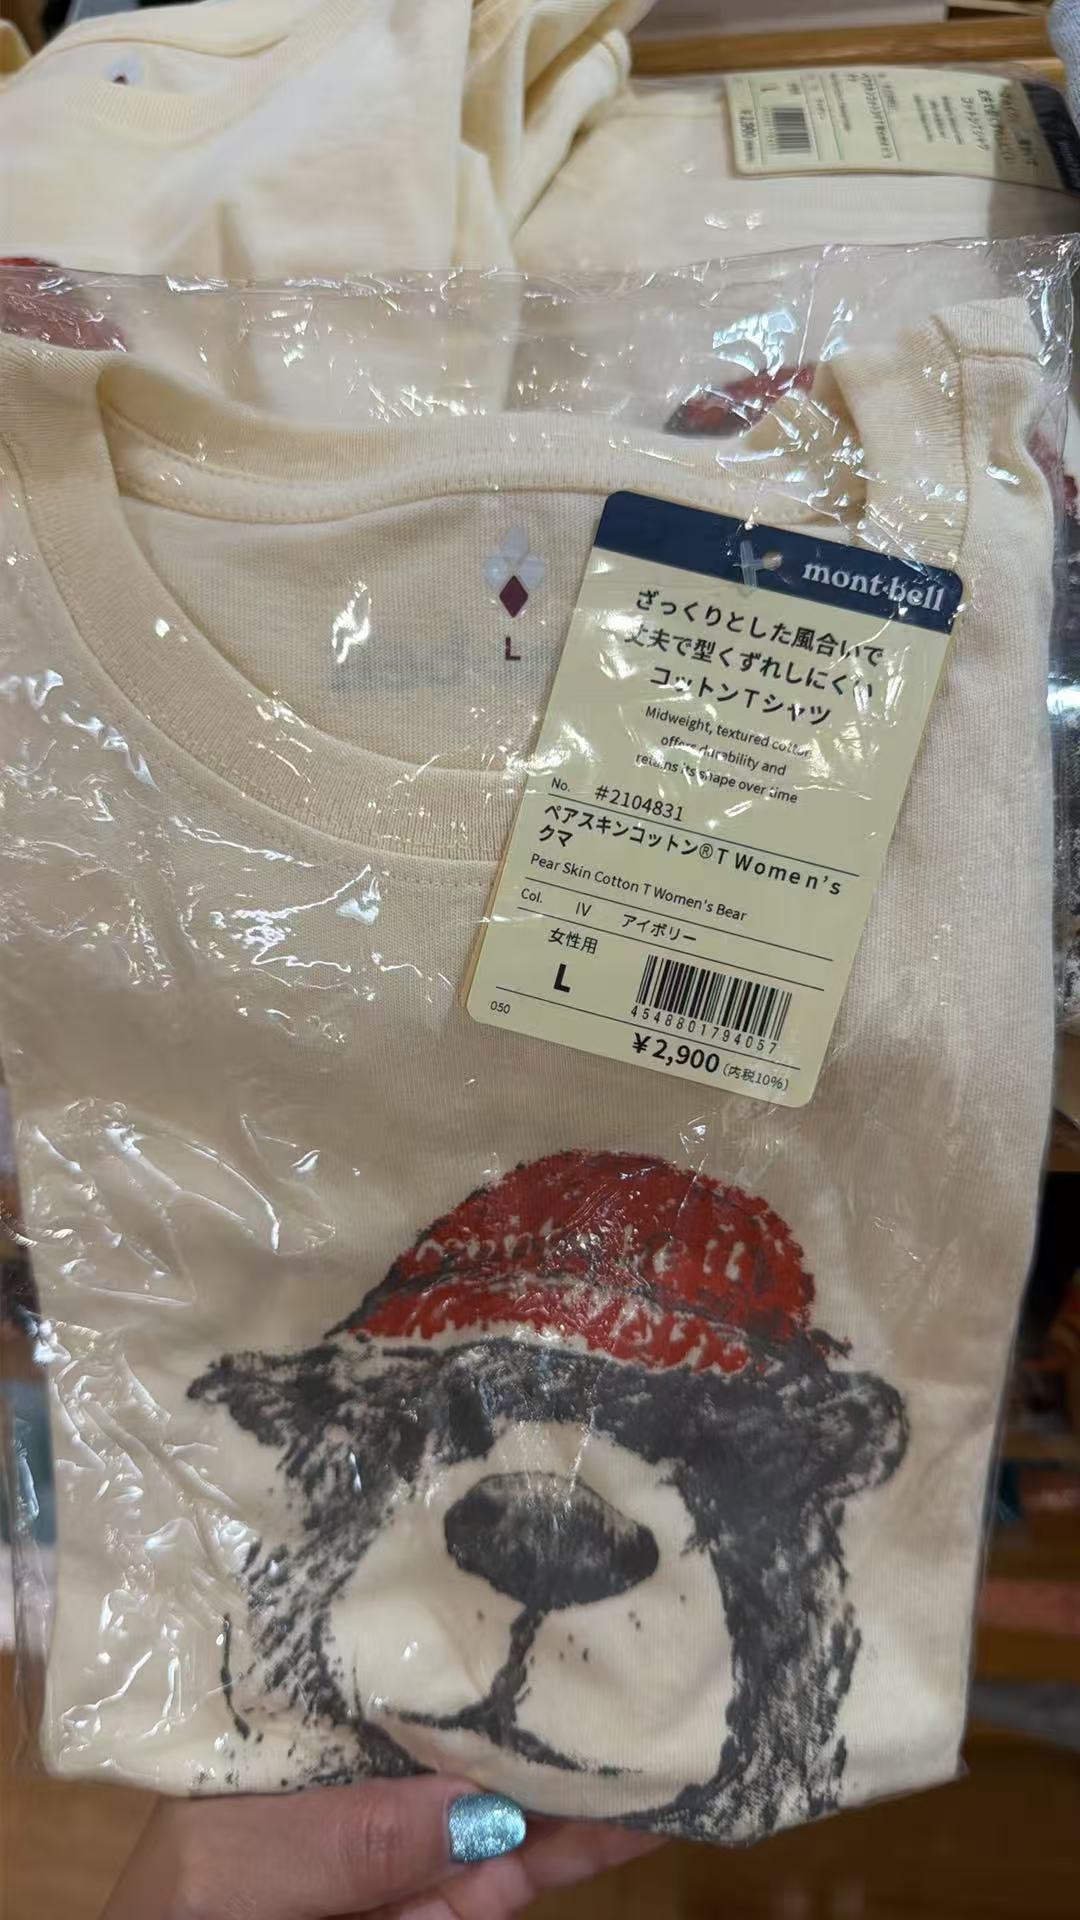 L
mont-bell
ざっくりとした風合いで
丈夫で型くずれしにくい
コットンTシャツ
Midweight, textured cotton
offers durability and
retains its shape over time
No. #2104831
ペアスキンコットン®T Women's
クマ
Pear Skin Cotton T Women's Bear
Col. IV アイボリー
女性用
L
4548801794057
050
¥2,900(内税10%)
mont-bell